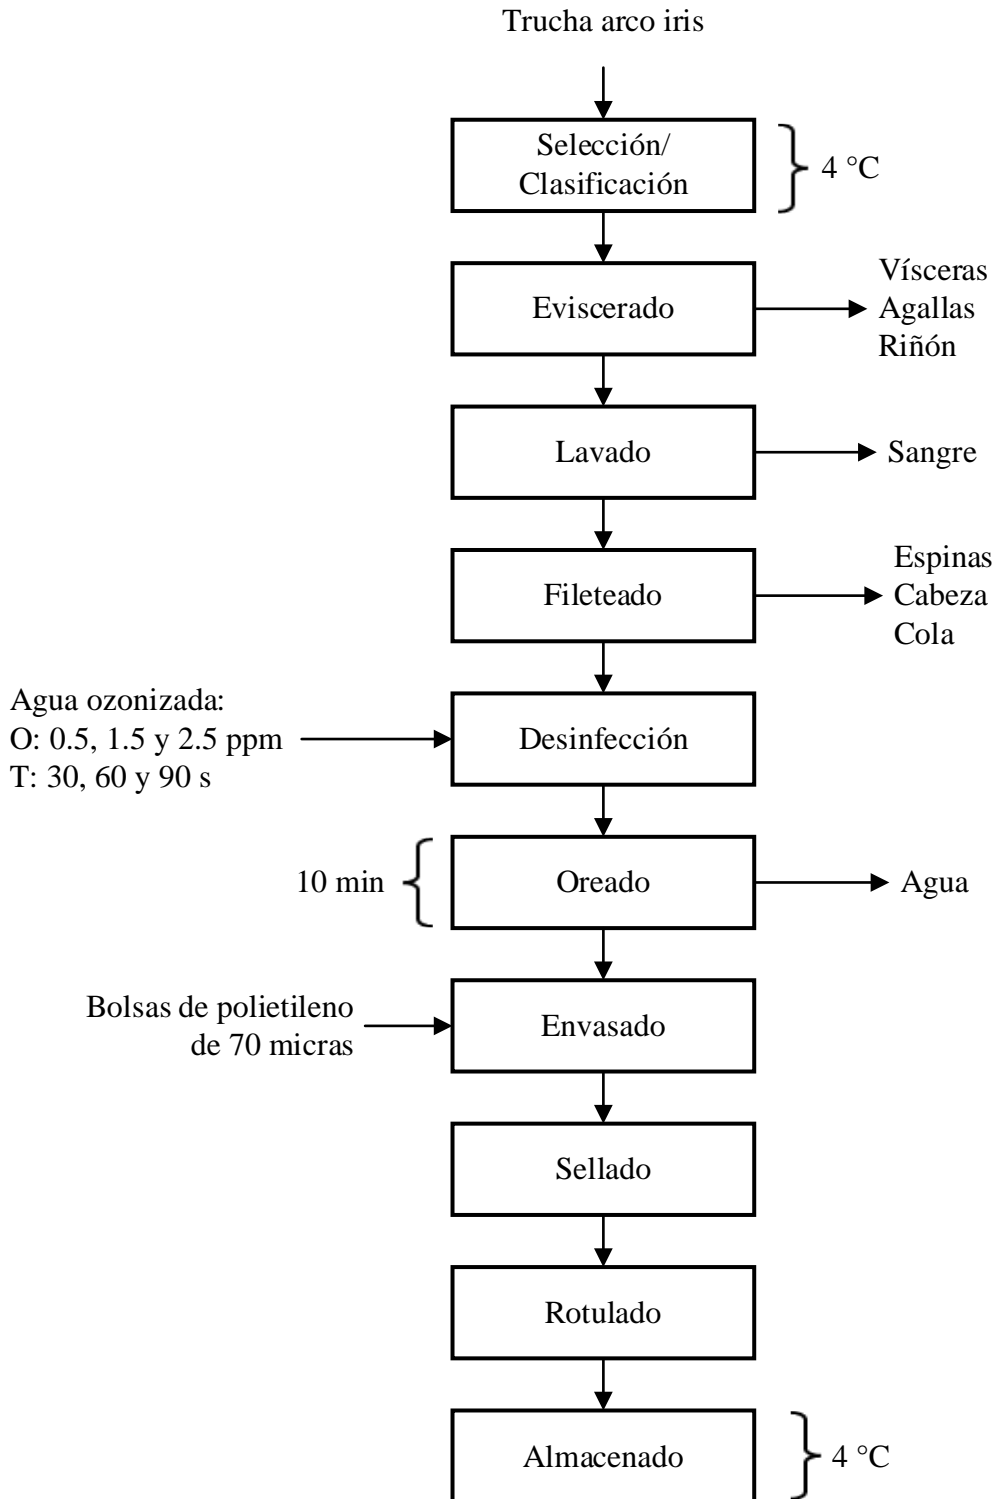 Trucha arco iris
Selección/
Clasificación
4 °C
Eviscerado
Vísceras
Agallas
Riñón
Lavado
Sangre
Fileteado
Espinas
Cabeza
Cola
Agua ozonizada:
O: 0.5, 1.5 y 2.5 ppm
T: 30, 60 y 90 s
Desinfección
10 min
Oreado
Agua
Bolsas de polietileno
de 70 micras
Envasado
Sellado
Rotulado
Almacenado
4 °C